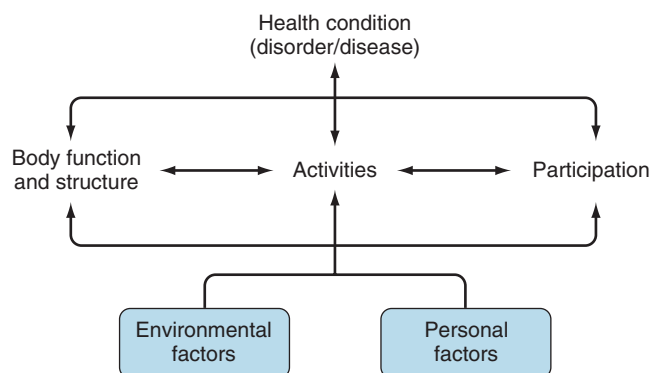 Health condition
(disorder/disease)
Body function
and structure
Activities
Participation
Environmental
factors
Personal
factors